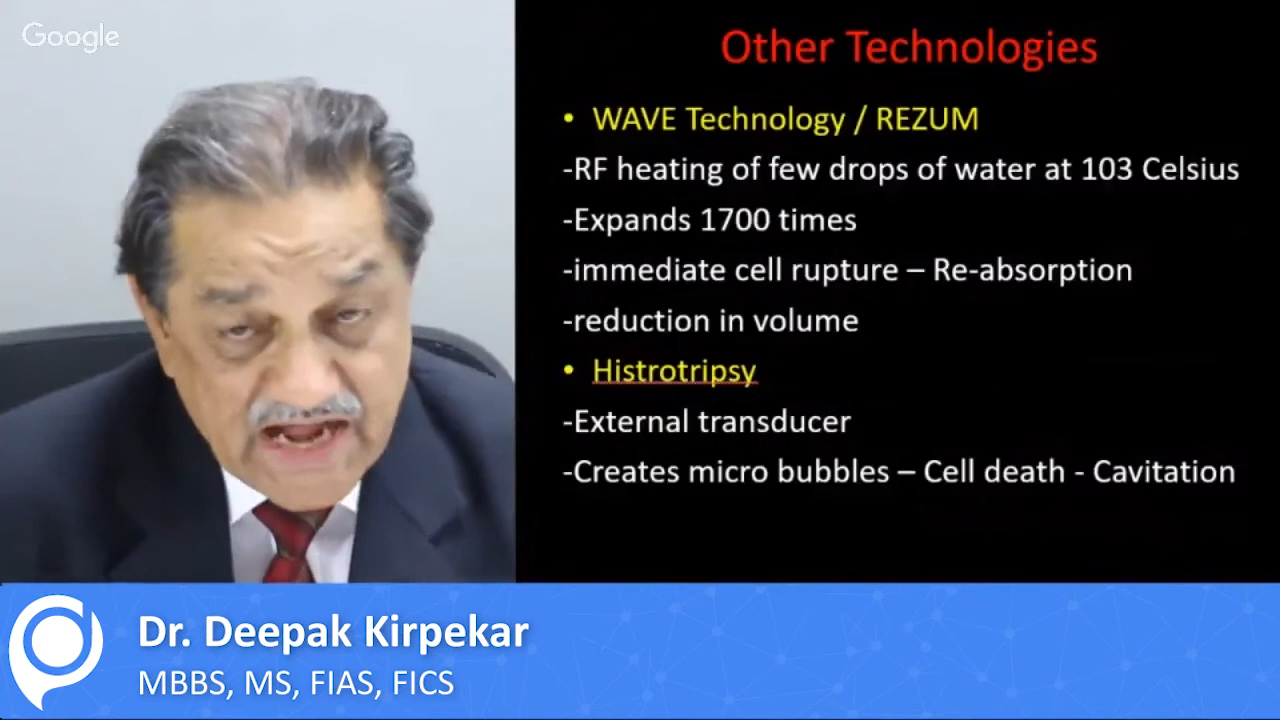 Google
Other Technologies
• WAVE Technology / REZUM
-RF heating of few drops of water at 103 Celsius
-Expands 1700 times
-immediate cell rupture – Re-absorption
-reduction in volume
• Histrotripsy
-External transducer
-Creates micro bubbles – Cell death - Cavitation
Dr. Deepak Kirpekar
MBBS, MS, FIAS, FICS